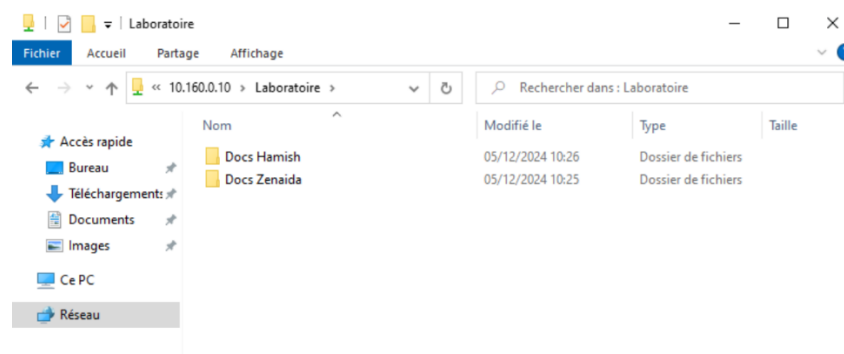 Laboratoire
Fichier Accueil Partage Affichage
« 10.160.0.10 > Laboratoire > Rechercher dans : Laboratoire
Nom Modifié le Type Taille
Accès rapide
Docs Hamish 05/12/2024 10:26 Dossier de fichiers
Bureau
Docs Zenaida 05/12/2024 10:25 Dossier de fichiers
Téléchargements
Documents
Images
Ce PC
Réseau